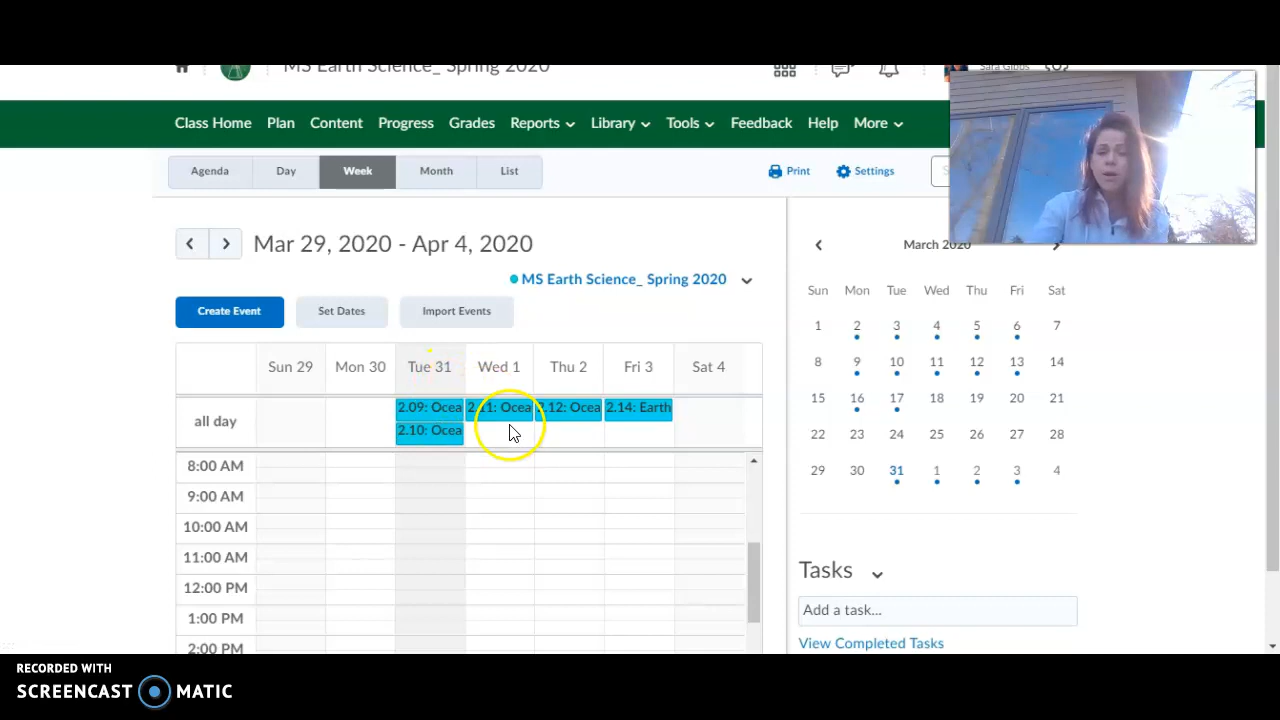 MS Earth Science_ Spring 2020
Sara Gibbs
Class Home Plan Content Progress Grades Reports Library Tools Feedback Help More
Agenda Day Week Month List
Print Settings
Mar 29, 2020 - Apr 4, 2020
MS Earth Science_ Spring 2020
Create Event Set Dates Import Events
Sun 29 Mon 30 Tue 31 Wed 1 Thu 2 Fri 3 Sat 4
all day
2.09: Ocea 2.11: Ocea 2.12: Ocea 2.14: Earth
2.10: Ocea
8:00 AM
9:00 AM
10:00 AM
11:00 AM
12:00 PM
1:00 PM
2:00 PM
March 2020
Sun Mon Tue Wed Thu Fri Sat
1 2 3 4 5 6 7
8 9 10 11 12 13 14
15 16 17 18 19 20 21
22 23 24 25 26 27 28
29 30 31 1 2 3 4
Tasks
Add a task...
View Completed Tasks
RECORDED WITH
SCREENCAST MATIC